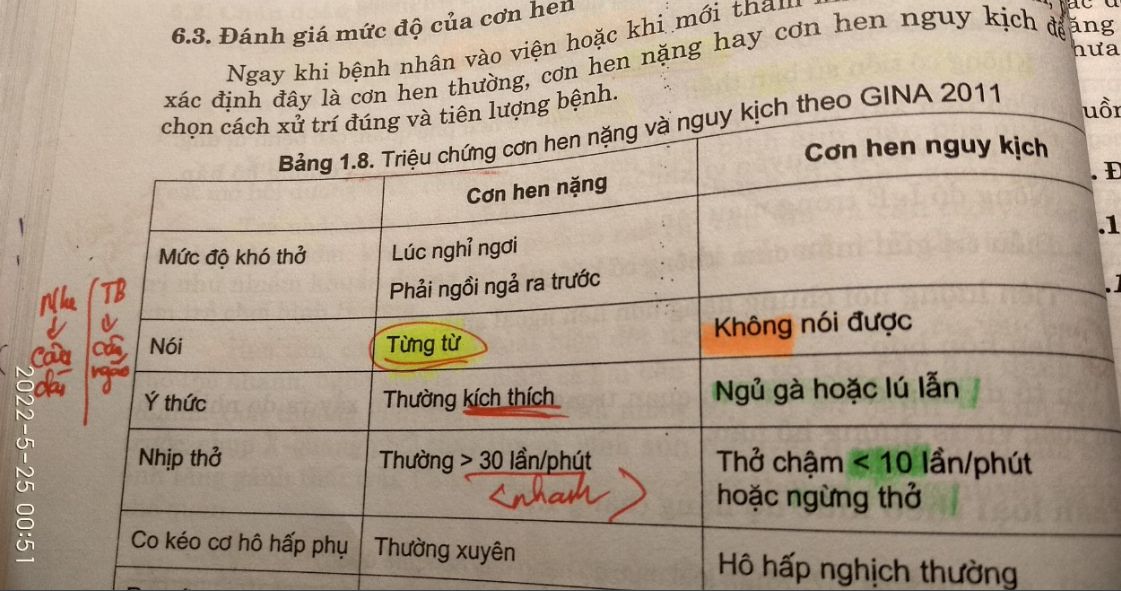 6.3. Đánh giá mức độ của cơn hen
Ngay khi bệnh nhân vào viện hoặc khi mới thăm
xác định đây là cơn hen thường, cơn hen nặng hay cơn hen nguy kịch để
chọn cách xử trí đúng và tiên lượng bệnh.
Bảng 1.8. Triệu chứng cơn hen nặng và nguy kịch theo GINA 2011
Cơn hen nặng
Cơn hen nguy kịch
Mức độ khó thở
Lúc nghỉ ngơi
Phải ngồi ngả ra trước
Nói
Từng từ
Không nói được
Ý thức
Thường kích thích
Ngủ gà hoặc lú lẫn
Nhịp thở
Thường > 30 lần/phút
Thở chậm < 10 lần/phút
hoặc ngừng thở
Co kéo cơ hô hấp phụ
Thường xuyên
Hô hấp nghịch thường
Nhẹ
câu
dài
TB
câu
ngắn
nhanh
2022-5-25 00:51